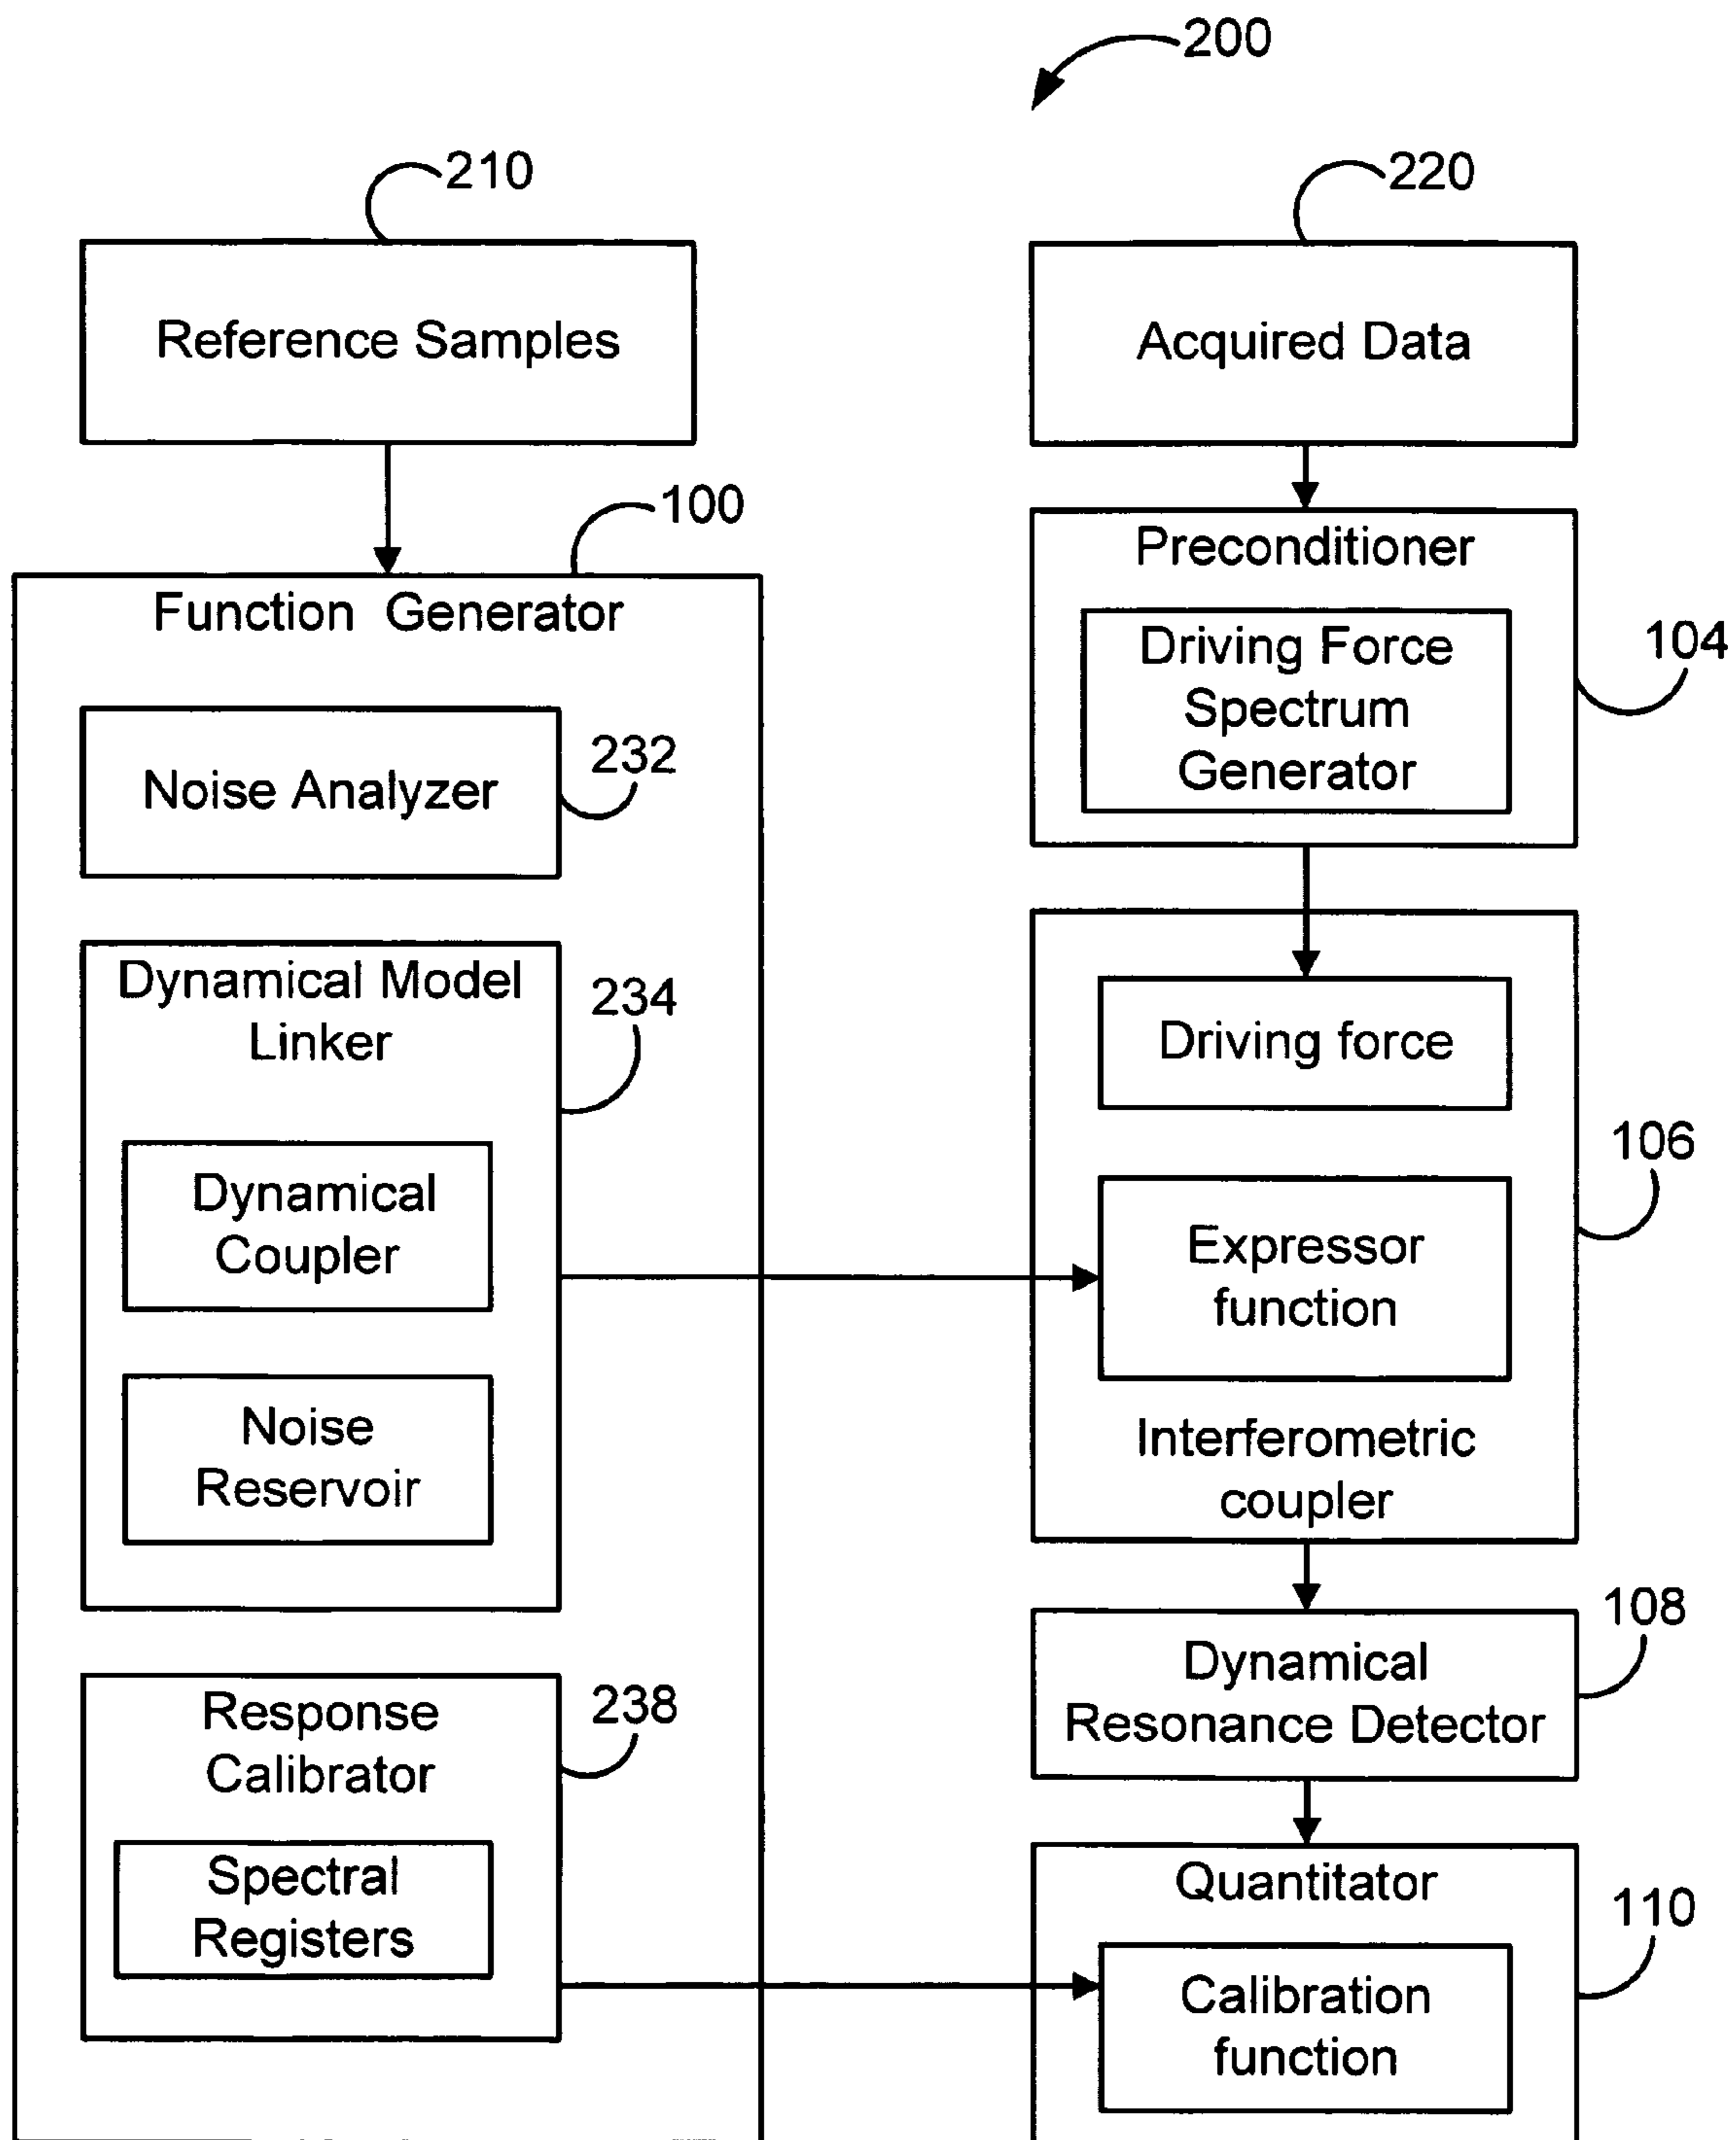 200
210
Reference Samples
100
Function Generator
232
Noise Analyzer
Dynamical Model
Linker
234
Dynamical
Coupler
Noise
Reservoir
Response
Calibrator
238
Spectral
Registers
220
Acquired Data
Preconditioner
104
Driving Force
Spectrum
Generator
Driving force
106
Expressor
function
Interferometric
coupler
108
Dynamical
Resonance Detector
Quantitator
110
Calibration
function